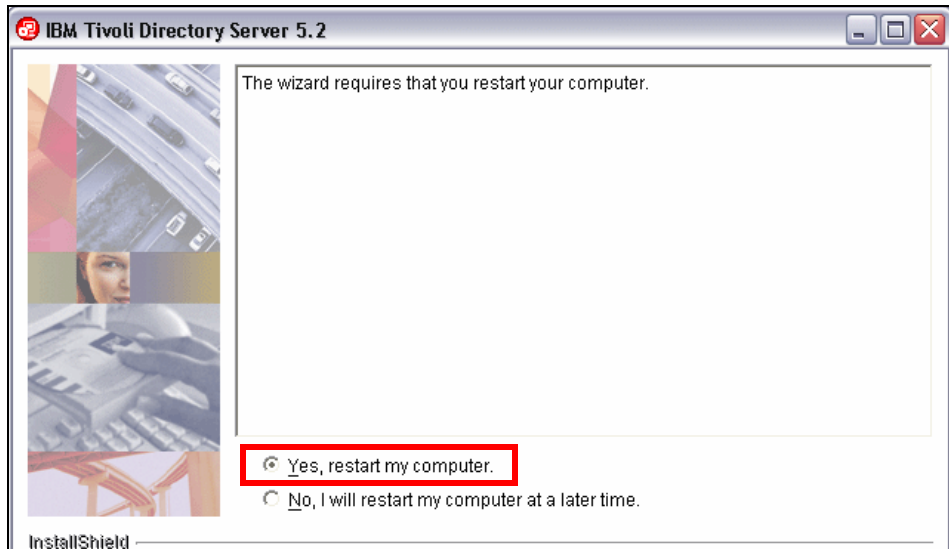 IBM Tivoli Directory Server 5.2
The wizard requires that you restart your computer.
Yes, restart my computer.
No, I will restart my computer at a later time.
InstallShield